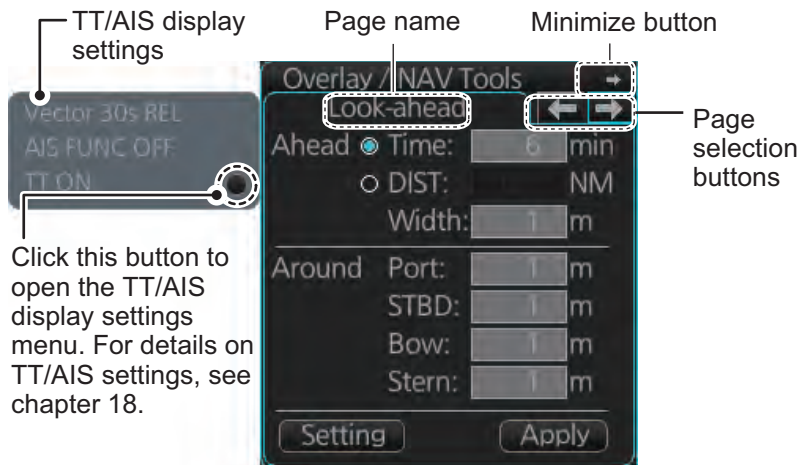 TT/AIS display
settings
Page name
Minimize button
Vector 30s REL
AIS FUNC OFF
TT ON
Click this button to
open the TT/AIS
display settings
menu. For details on
TT/AIS settings, see
chapter 18.
Overlay / NAV Tools
Look-ahead
Page
selection
buttons
Ahead Time: 6 min
DIST: NM
Width: 1 m
Around Port: 1 m
STBD: 1 m
Bow: 1 m
Stern: 1 m
Setting Apply